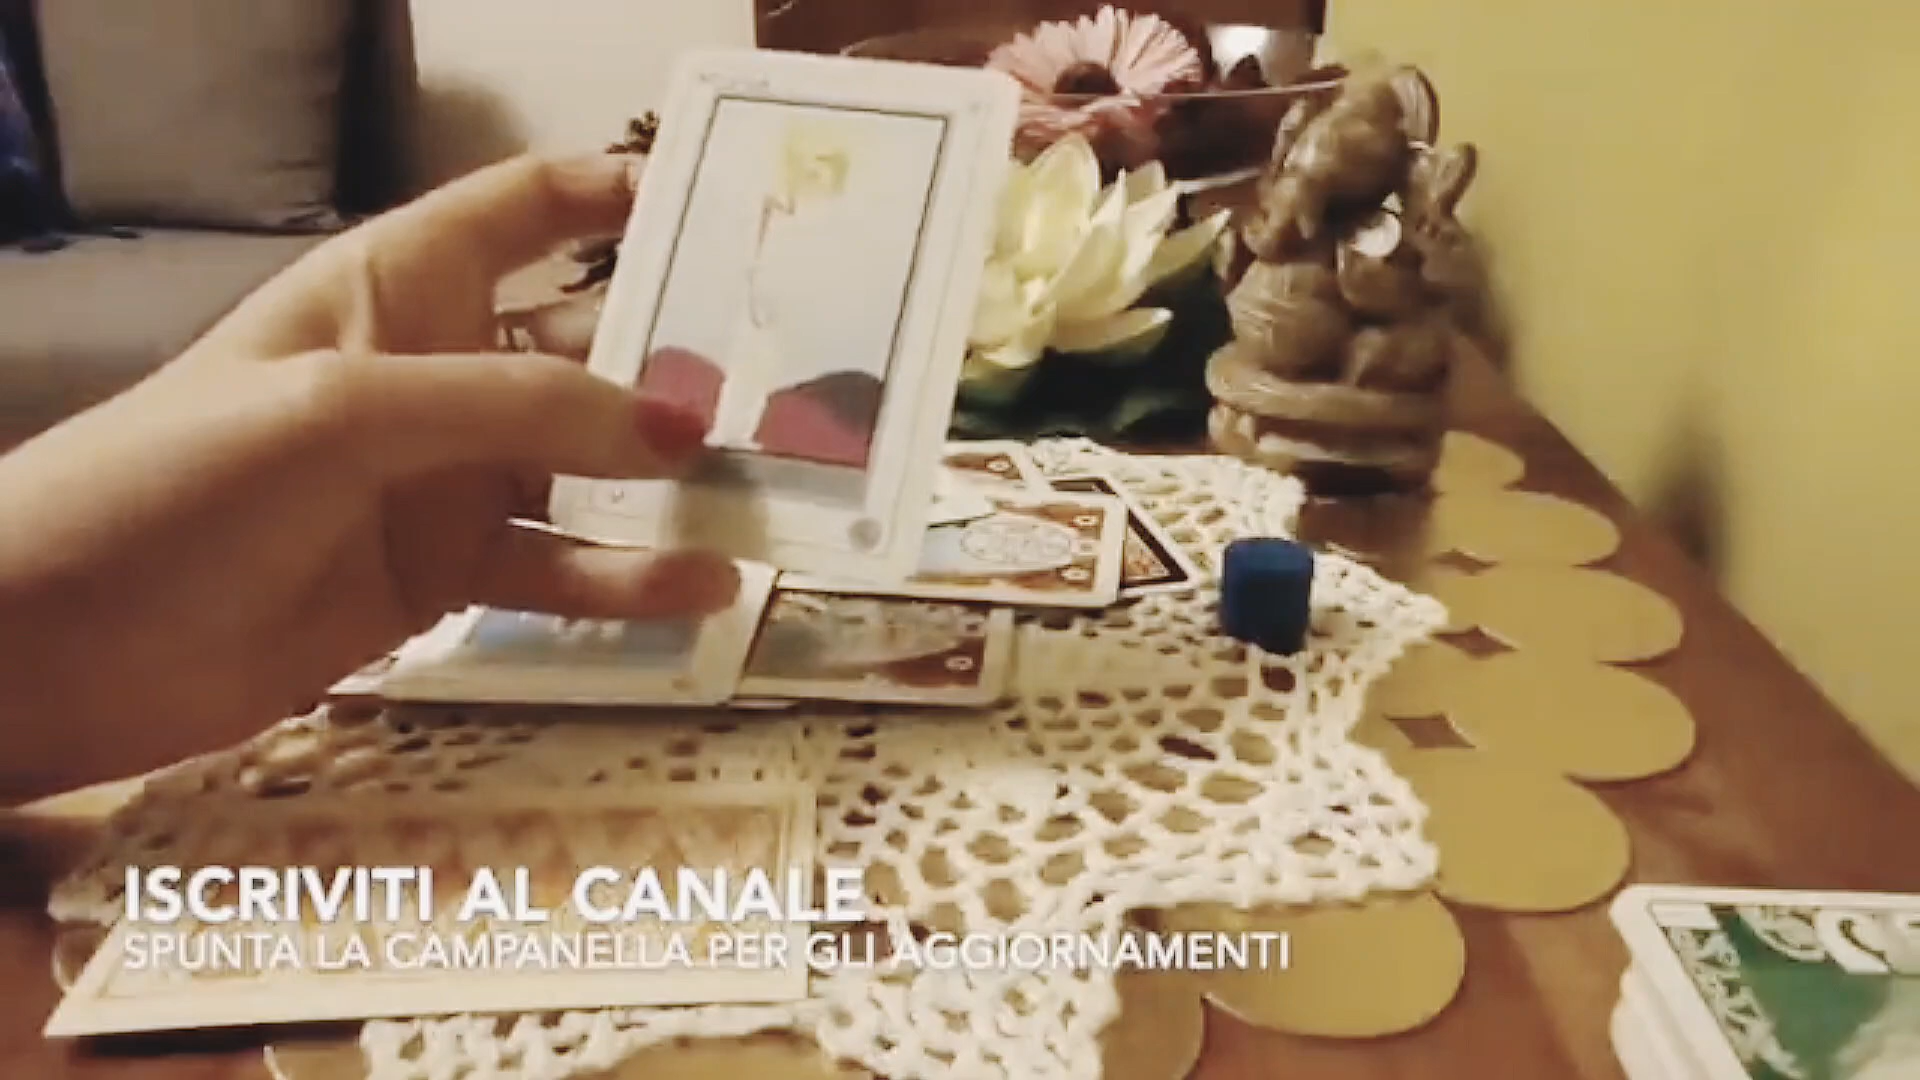 ISCRIVITI AL CANALE
SPUNTA LA CAMPANELLA PER GLI AGGIORNAMENTI